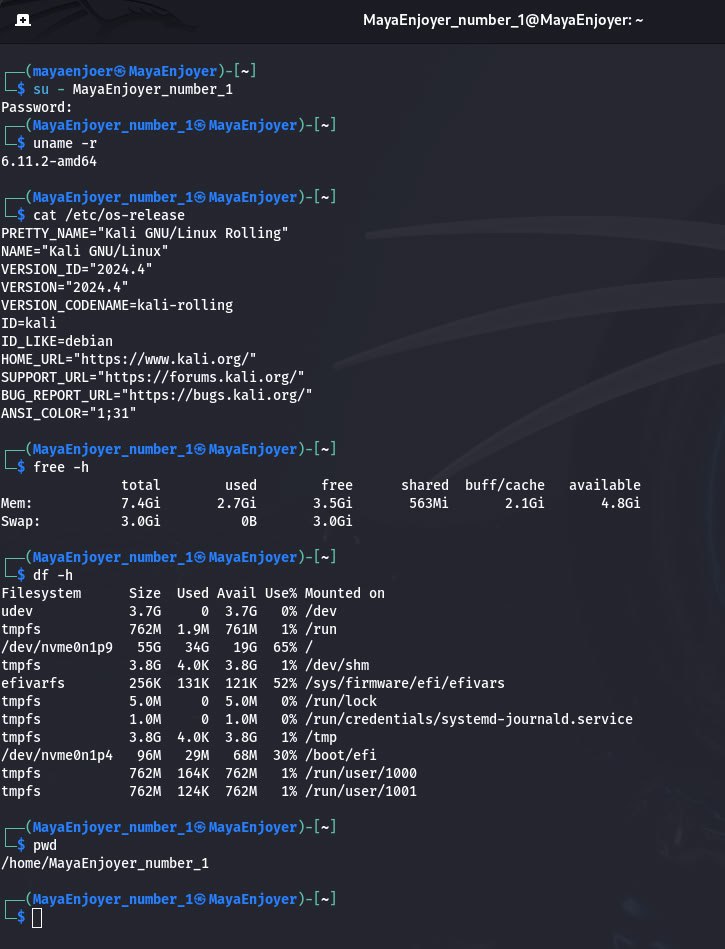 MayaEnjoyer_number_1@MayaEnjoyer: ~
┌──(mayaenjoer㉿MayaEnjoyer)-[~]
└─$ su - MayaEnjoyer_number_1
Password:
┌──(MayaEnjoyer_number_1㉿MayaEnjoyer)-[~]
└─$ uname -r
6.11.2-amd64
┌──(MayaEnjoyer_number_1㉿MayaEnjoyer)-[~]
└─$ cat /etc/os-release
PRETTY_NAME="Kali GNU/Linux Rolling"
NAME="Kali GNU/Linux"
VERSION_ID="2024.4"
VERSION="2024.4"
VERSION_CODENAME=kali-rolling
ID=kali
ID_LIKE=debian
HOME_URL="https://www.kali.org/"
SUPPORT_URL="https://forums.kali.org/"
BUG_REPORT_URL="https://bugs.kali.org/"
ANSI_COLOR="1;31"
┌──(MayaEnjoyer_number_1㉿MayaEnjoyer)-[~]
└─$ free -h
               total        used        free      shared  buff/cache   available
Mem:           7.4Gi       2.7Gi       3.5Gi       563Mi       2.1Gi       4.8Gi
Swap:          3.0Gi          0B       3.0Gi
┌──(MayaEnjoyer_number_1㉿MayaEnjoyer)-[~]
└─$ df -h
Filesystem      Size  Used Avail Use% Mounted on
udev            3.7G     0  3.7G   0% /dev
tmpfs           762M  1.9M  761M   1% /run
/dev/nvme0n1p9   55G   34G   19G  65% /
tmpfs           3.8G  4.0K  3.8G   1% /dev/shm
efivarfs        256K  131K  121K  52% /sys/firmware/efi/efivars
tmpfs           5.0M     0  5.0M   0% /run/lock
tmpfs           1.0M     0  1.0M   0% /run/credentials/systemd-journald.service
tmpfs           3.8G  4.0K  3.8G   1% /tmp
/dev/nvme0n1p4   96M   29M   68M  30% /boot/efi
tmpfs           762M  164K  762M   1% /run/user/1000
tmpfs           762M  124K  762M   1% /run/user/1001
┌──(MayaEnjoyer_number_1㉿MayaEnjoyer)-[~]
└─$ pwd
/home/MayaEnjoyer_number_1
┌──(MayaEnjoyer_number_1㉿MayaEnjoyer)-[~]
└─$